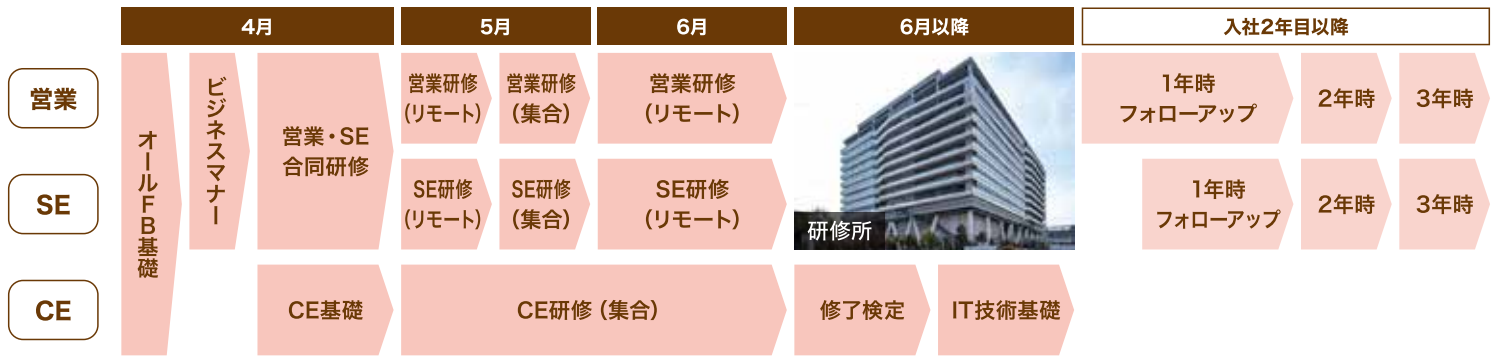 4月
5月
6月
6月以降
入社2年目以降
営業
SE
CE
オールFB基礎
ビジネスマナー
営業・SE
合同研修
営業研修
(リモート)
営業研修
(集合)
営業研修
(リモート)
1年時
フォローアップ
2年時
3年時
SE研修
(リモート)
SE研修
(集合)
SE研修
(リモート)
研修所
1年時
フォローアップ
2年時
3年時
CE基礎
CE研修（集合）
修了検定
IT技術基礎